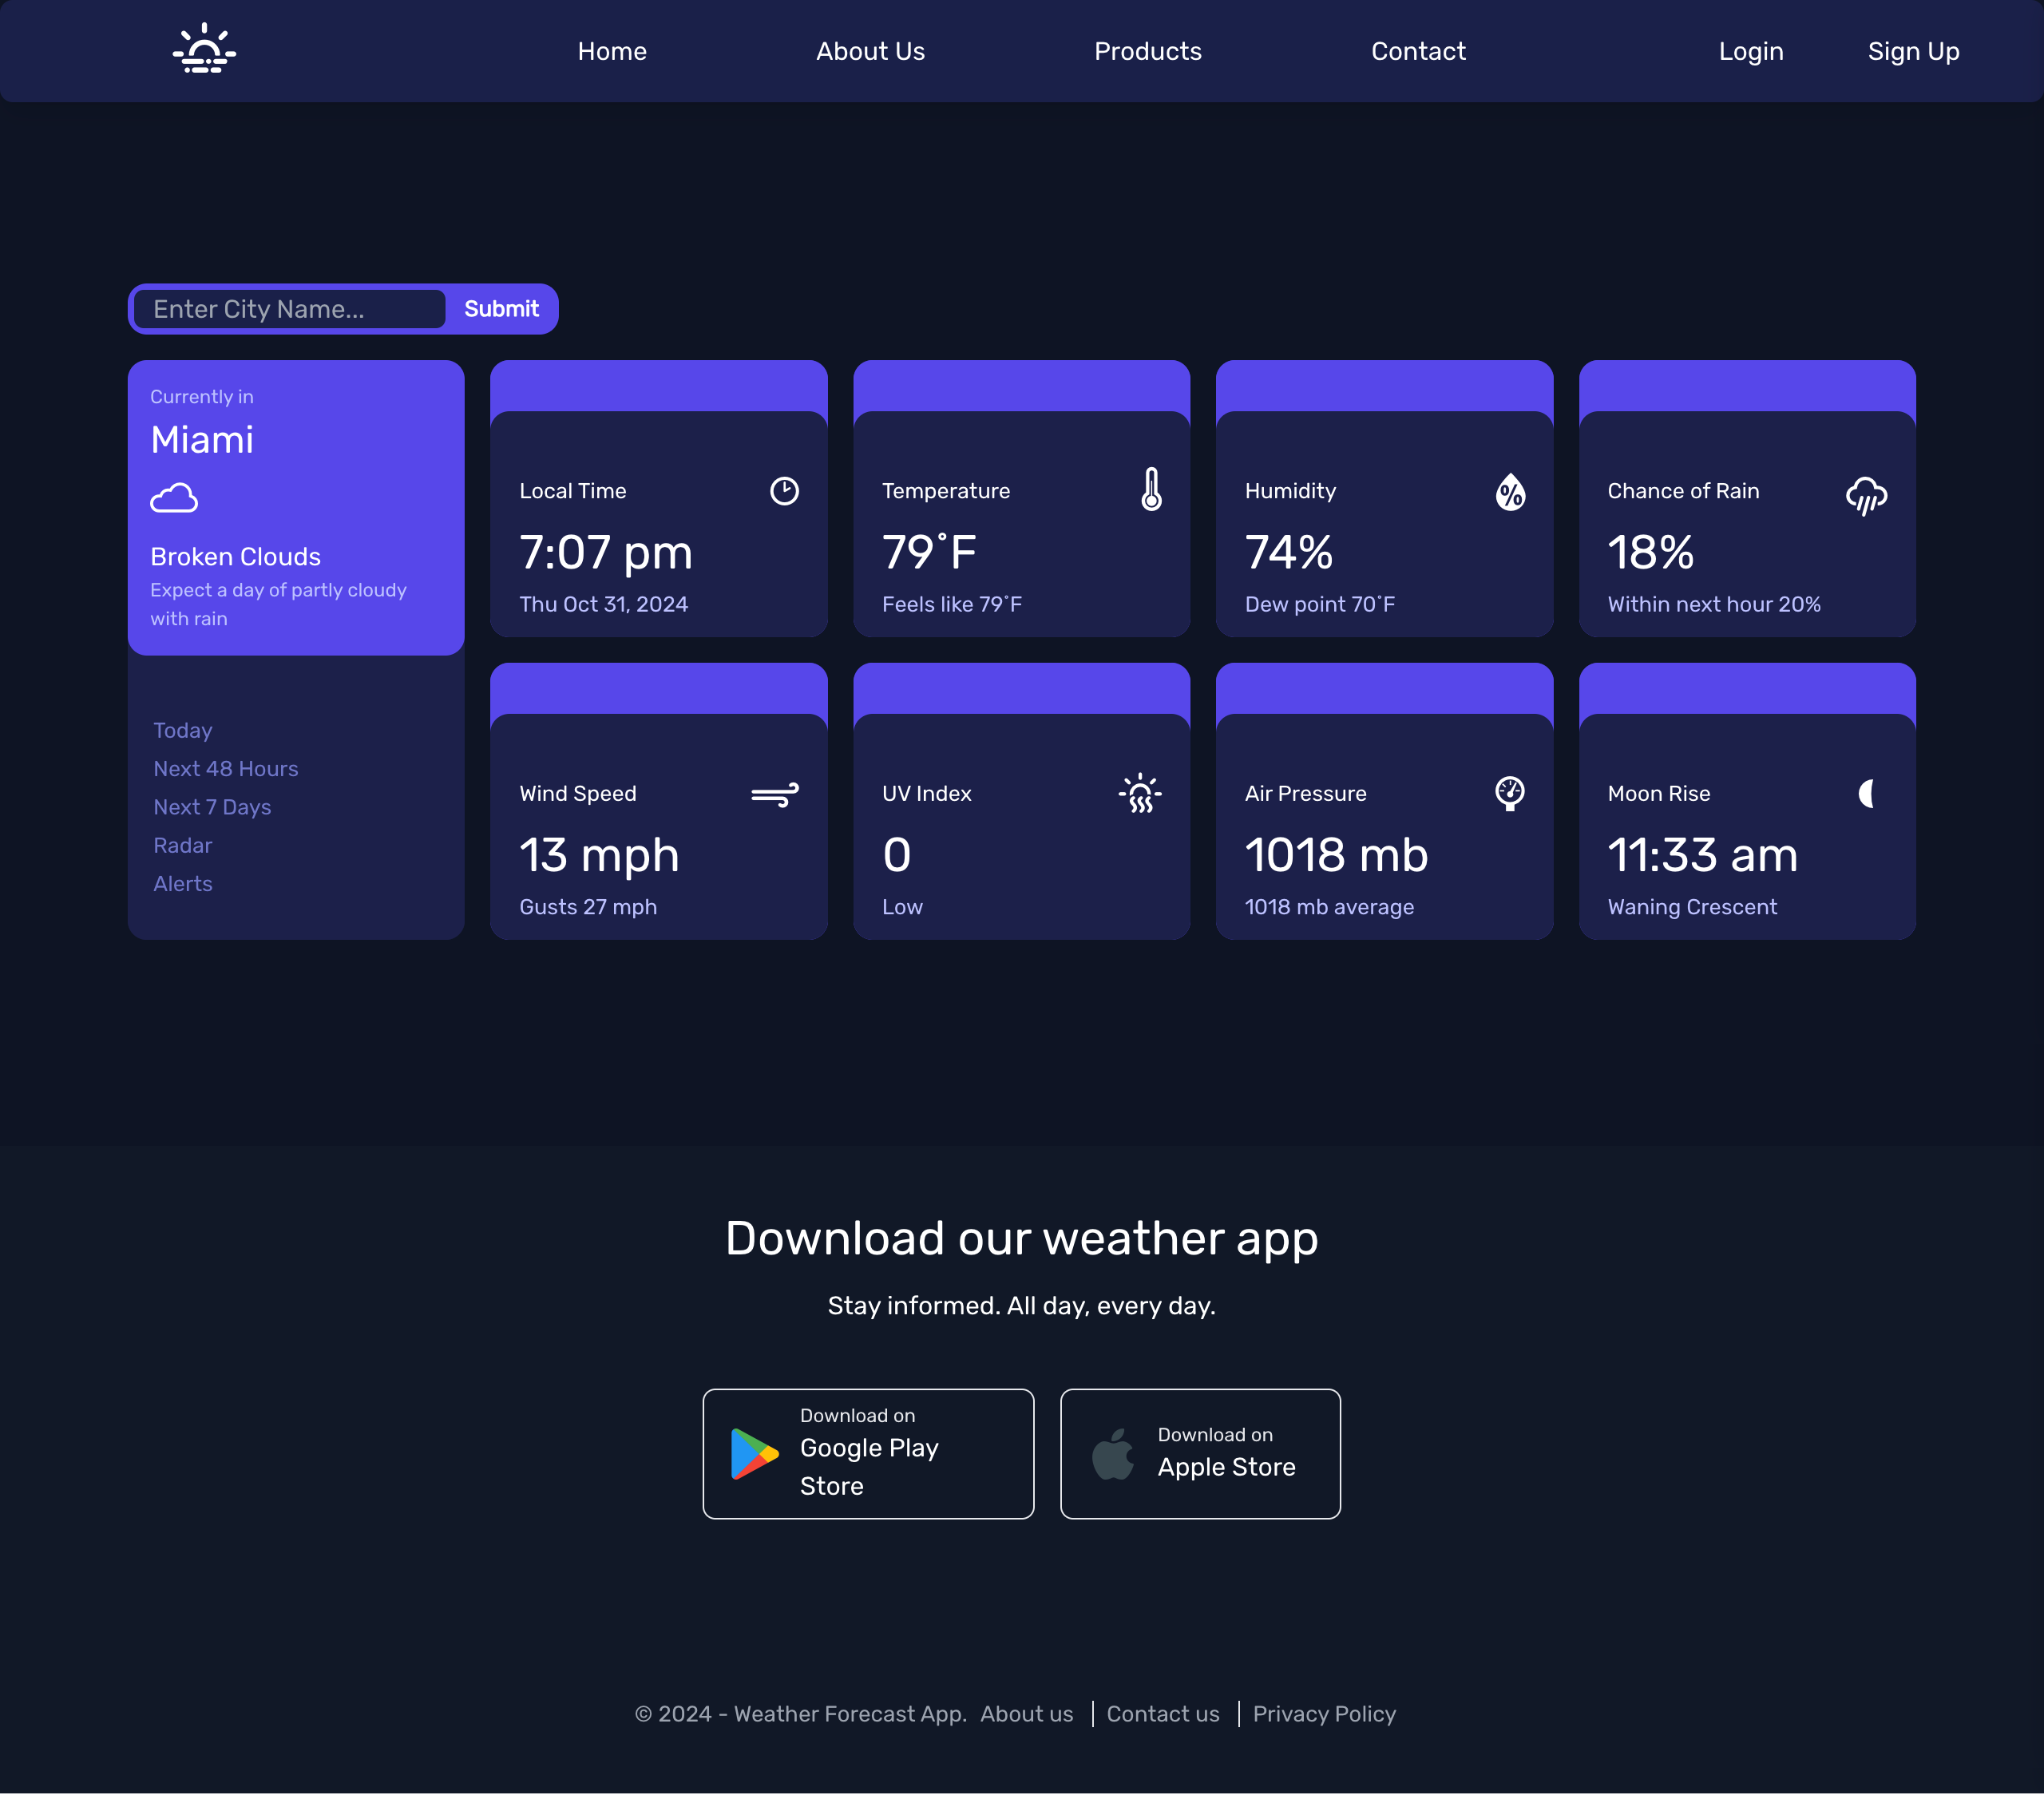 Home About Us Products Contact Login Sign Up
Enter City Name... Submit
Currently in
Miami
Broken Clouds
Expect a day of partly cloudy
with rain
Today
Next 48 Hours
Next 7 Days
Radar
Alerts
Local Time
7:07 pm
Thu Oct 31, 2024
Temperature
79°F
Feels like 79°F
Humidity
%
74%
Dew point 70°F
Chance of Rain
18%
Within next hour 20%
Wind Speed
13 mph
Gusts 27 mph
UV Index
0
Low
Air Pressure
1018 mb
1018 mb average
Moon Rise
11:33 am
Waning Crescent
Download our weather app
Stay informed. All day, every day.
Download on
Google Play
Store
Download on
Apple Store
© 2024 - Weather Forecast App. About us | Contact us | Privacy Policy